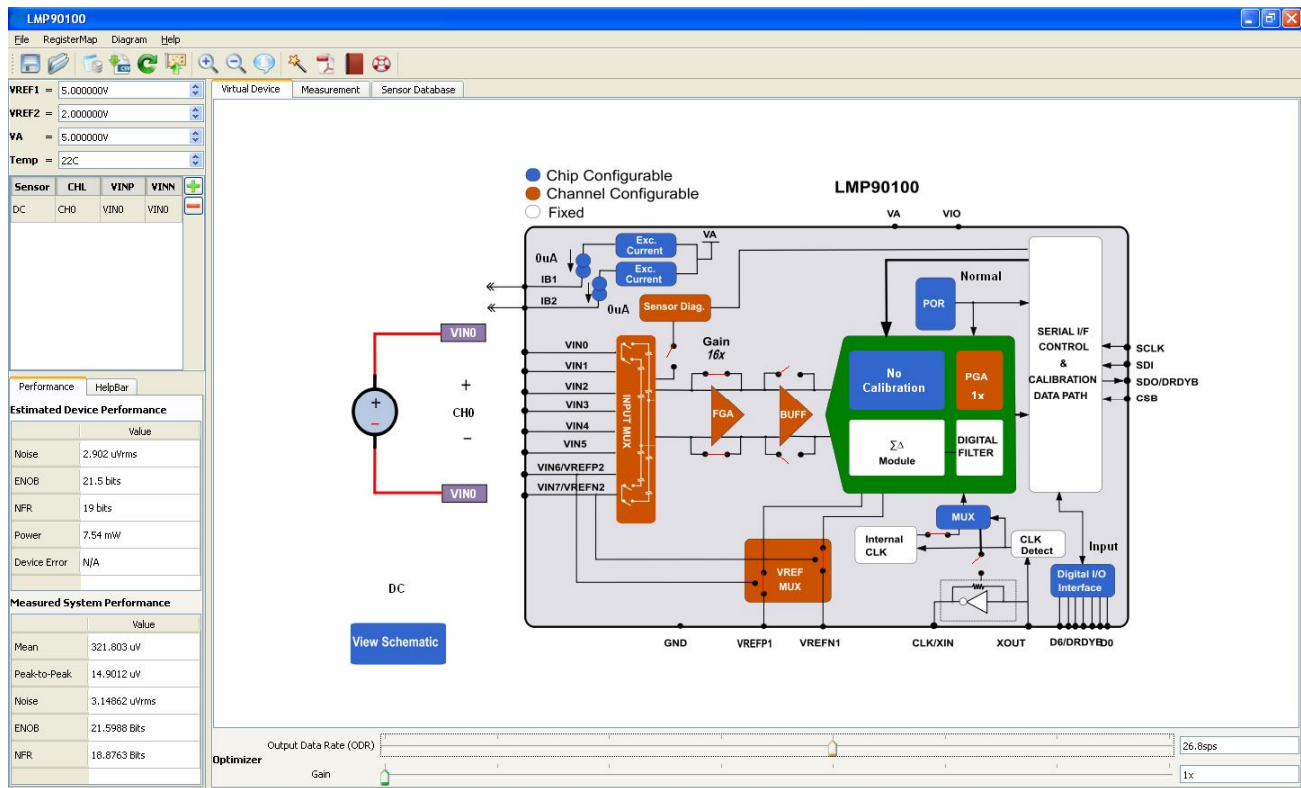 LMP90100
File RegisterMap Diagram Help
VREF1 = 5.000000V
VREF2 = 2.000000V
VA = 5.000000V
Temp = 22C
Sensor CHL VINP VINN
DC CH0 VIN0 VIN0
Performance HelpBar
Estimated Device Performance
Value
Noise 2.902 uVrms
ENOB 21.5 bits
NFR 19 bits
Power 7.54 mW
Device Error N/A
Measured System Performance
Value
Mean 321.803 uV
Peak-to-Peak 14.9012 uV
Noise 3.14862 uVrms
ENOB 21.5988 Bits
NFR 18.8763 Bits
Virtual Device Measurement Sensor Database
Chip Configurable
Channel Configurable
Fixed
LMP90100
VA VIO
Exc.
Current
VA
0uA
Exc.
Current
IB1
IB2
0uA
Sensor Diag.
Normal
POR
SERIAL I/F
CONTROL
&
CALIBRATION
DATA PATH
SCLK
SDI
SDO/DRDYB
CSB
VIN0
+
CH0
−
VIN0
+
−
DC
View Schematic
VIN0
VIN1
VIN2
VIN3
VIN4
VIN5
VIN6/VREFP2
VIN7/VREFN2
INPUT MUX
Gain
16x
FGA
BUFF
No
Calibration
PGA
1x
ΣΔ
Module
DIGITAL
FILTER
MUX
Internal
CLK
CLK
Detect
Input
VREF
MUX
Digital I/O
Interface
GND VREFP1 VREFN1 CLK/XIN XOUT D6/DRDYB D0
Optimizer
Output Data Rate (ODR) 26.8sps
Gain 1x